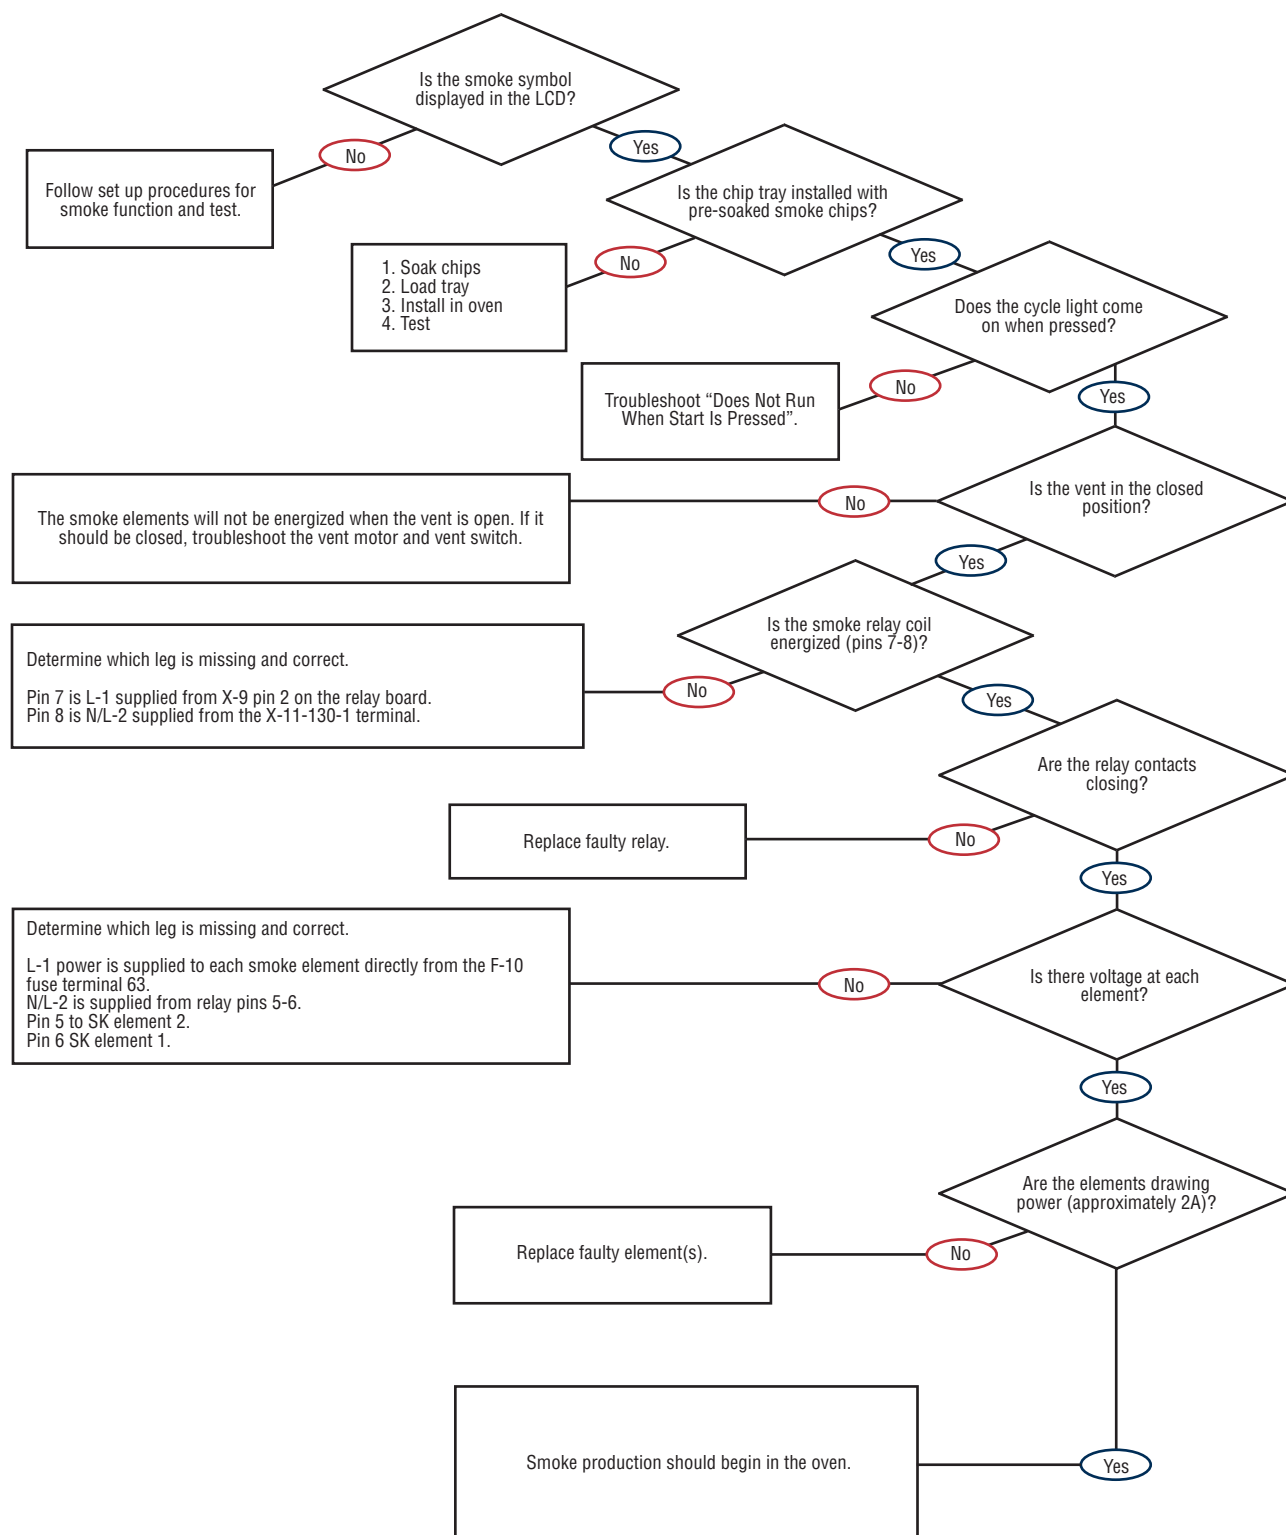 Is the smoke symbol
displayed in the LCD?
No
Yes
Follow set up procedures for
smoke function and test.
Is the chip tray installed with
pre-soaked smoke chips?
No
Yes
1. Soak chips
2. Load tray
3. Install in oven
4. Test
Does the cycle light come
on when pressed?
No
Yes
Troubleshoot “Does Not Run
When Start Is Pressed”.
Is the vent in the closed
position?
No
Yes
The smoke elements will not be energized when the vent is open. If it
should be closed, troubleshoot the vent motor and vent switch.
Is the smoke relay coil
energized (pins 7-8)?
No
Yes
Determine which leg is missing and correct.
Pin 7 is L-1 supplied from X-9 pin 2 on the relay board.
Pin 8 is N/L-2 supplied from the X-11-130-1 terminal.
Are the relay contacts
closing?
No
Yes
Replace faulty relay.
Is there voltage at each
element?
No
Yes
Determine which leg is missing and correct.
L-1 power is supplied to each smoke element directly from the F-10
fuse terminal 63.
N/L-2 is supplied from relay pins 5-6.
Pin 5 to SK element 2.
Pin 6 SK element 1.
Are the elements drawing
power (approximately 2A)?
No
Yes
Replace faulty element(s).
Smoke production should begin in the oven.